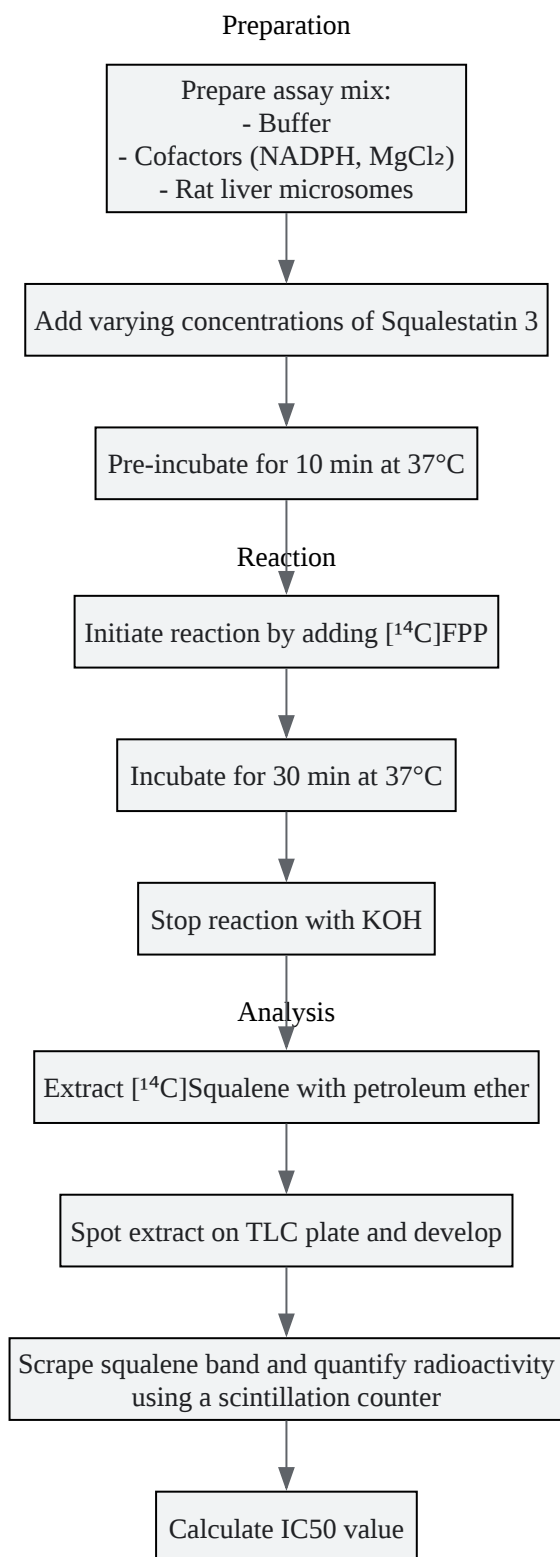 Preparation
Prepare assay mix:
- Buffer
- Cofactors (NADPH, MgCl₂)
- Rat liver microsomes
Add varying concentrations of Squalestatin 3
Pre-incubate for 10 min at 37°C
Reaction
Initiate reaction by adding [¹⁴C]FPP
Incubate for 30 min at 37°C
Stop reaction with KOH
Analysis
Extract [¹⁴C]Squalene with petroleum ether
Spot extract on TLC plate and develop
Scrape squalene band and quantify radioactivity
using a scintillation counter
Calculate IC50 value